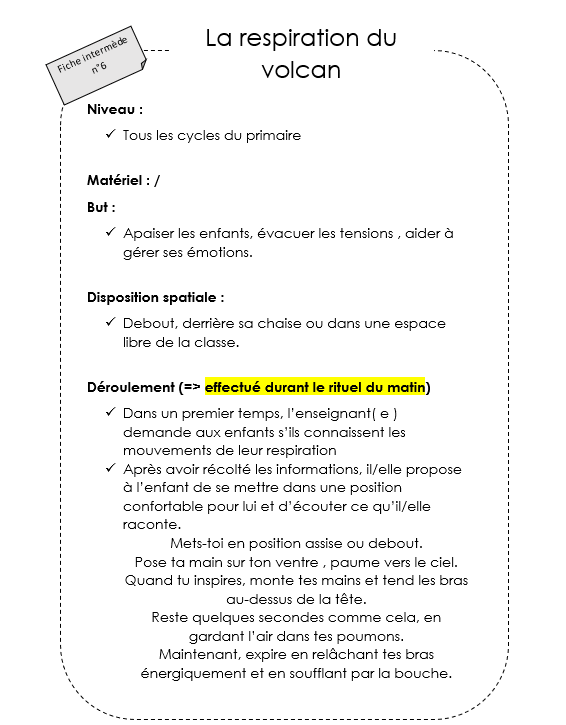 Fiche intermède
n°6
La respiration du
volcan
Niveau :
✓ Tous les cycles du primaire
Matériel : /
But :
✓ Apaiser les enfants, évacuer les tensions , aider à
gérer ses émotions.
Disposition spatiale :
✓ Debout, derrière sa chaise ou dans une espace
libre de la classe.
Déroulement (=> effectué durant le rituel du matin)
✓ Dans un premier temps, l'enseignant( e )
demande aux enfants s'ils connaissent les
mouvements de leur respiration
✓ Après avoir récolté les informations, il/elle propose
à l'enfant de se mettre dans une position
confortable pour lui et d'écouter ce qu'il/elle
raconte.
Mets-toi en position assise ou debout.
Pose ta main sur ton ventre , paume vers le ciel.
Quand tu inspires, monte tes mains et tend les bras
au-dessus de la tête.
Reste quelques secondes comme cela, en
gardant l'air dans tes poumons.
Maintenant, expire en relâchant tes bras
énergiquement et en soufflant par la bouche.